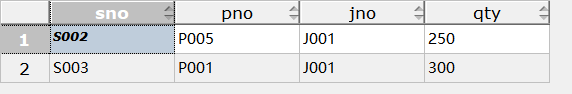 sno pno jno qty
1 S002 P005 J001 250
2 S003 P001 J001 300